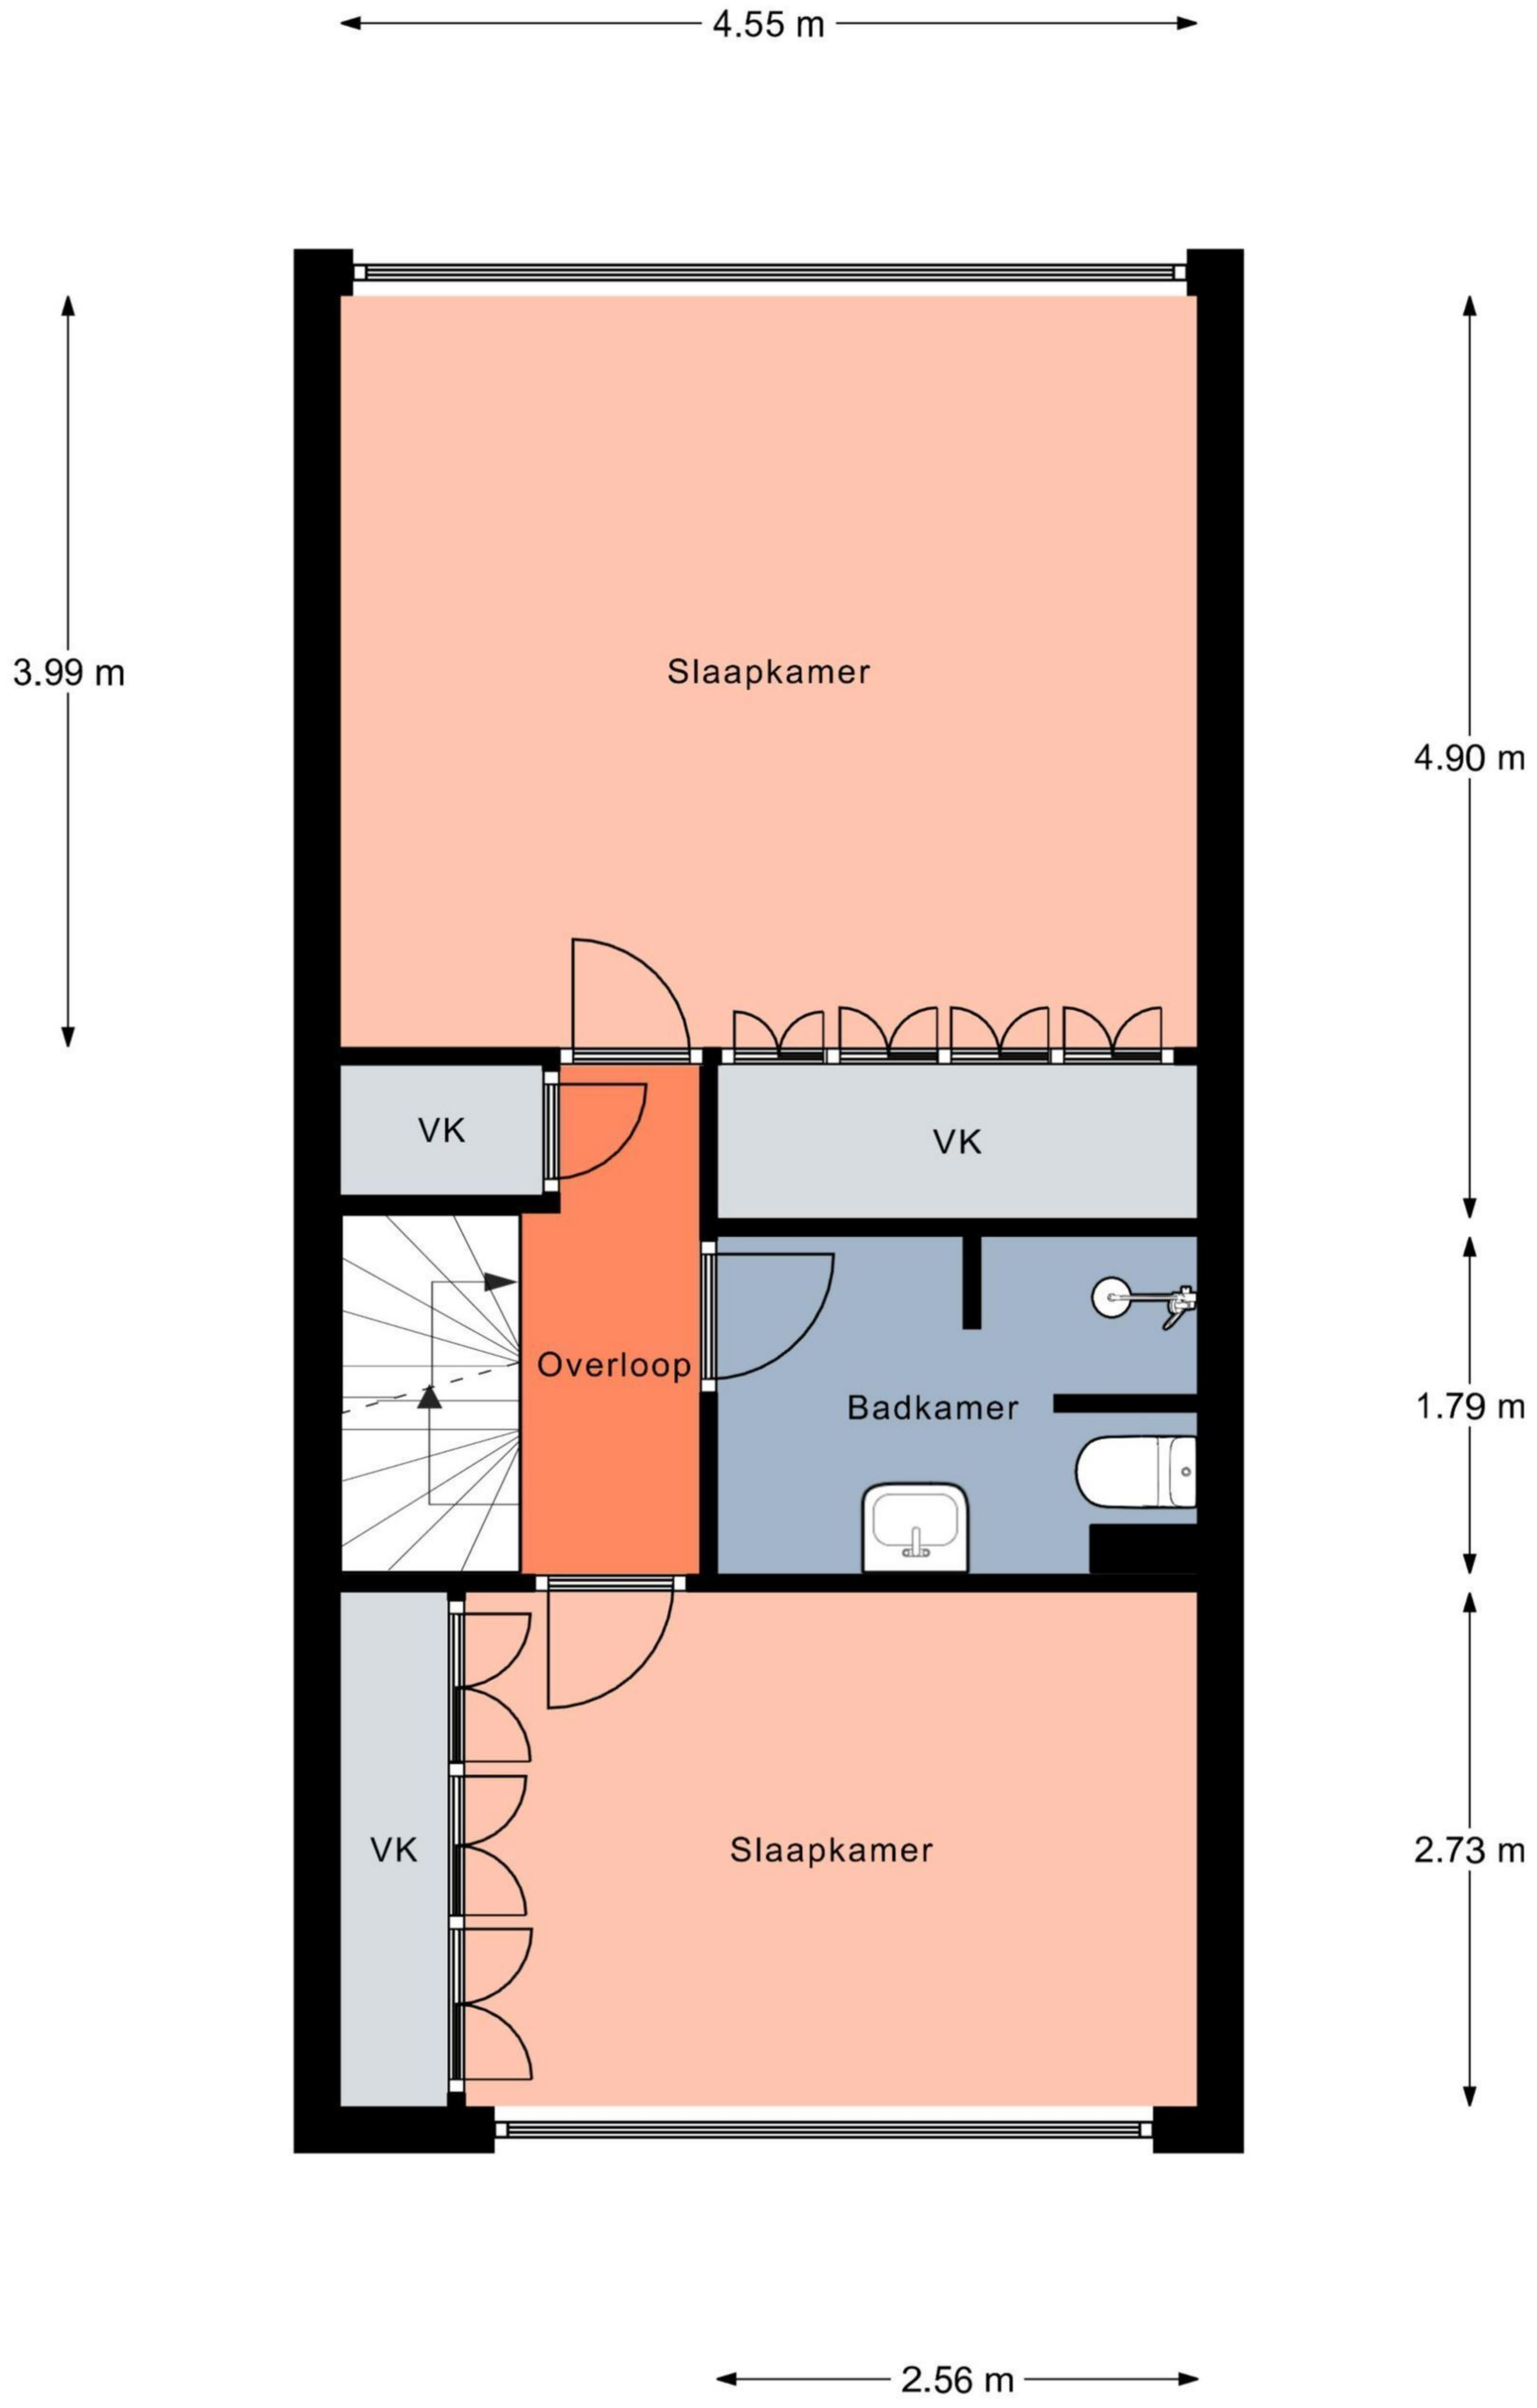 4.55 m
3.99 m
Slaapkamer
4.90 m
VK
VK
Overloop
Badkamer
1.79 m
VK
Slaapkamer
2.73 m
2.56 m